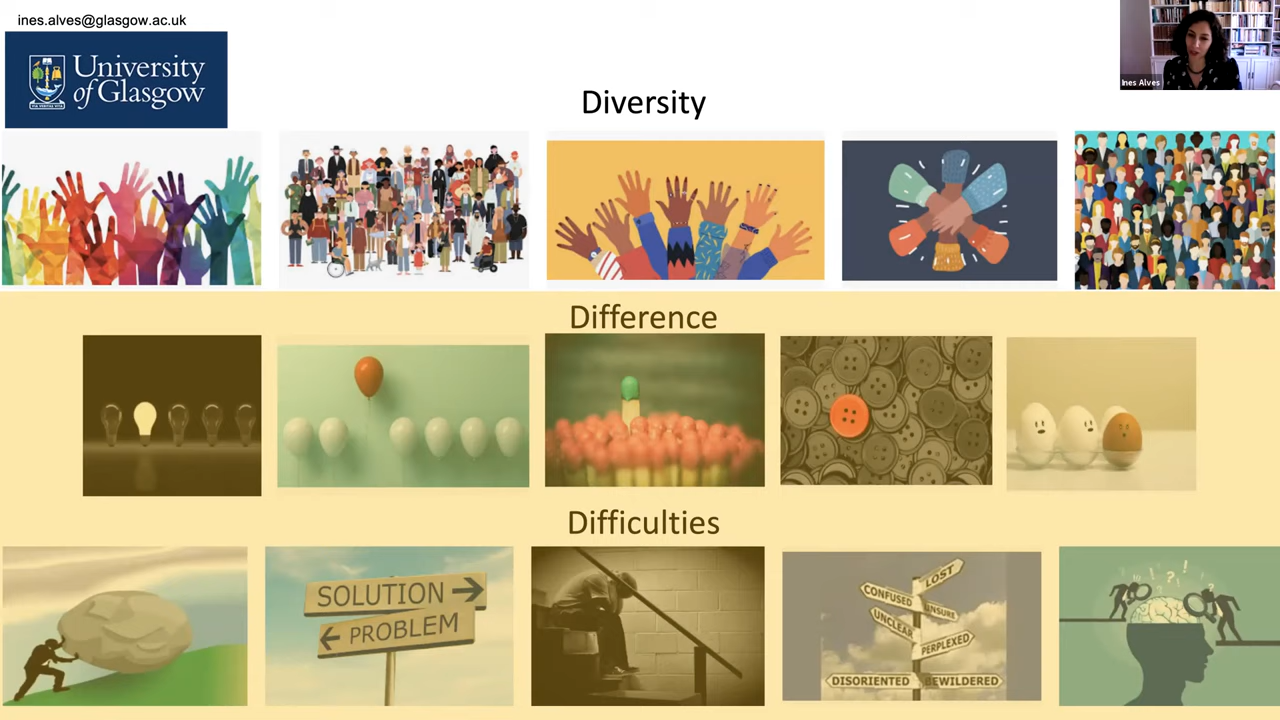 ines.alves@glasgow.ac.uk
University
of Glasgow
Ines Alves
Diversity
Difference
Difficulties
SOLUTION
PROBLEM
LOST
CONFUSED
UNSURE
UNCLEAR
PERPLEXED
DISORIENTED
BEWILDERED